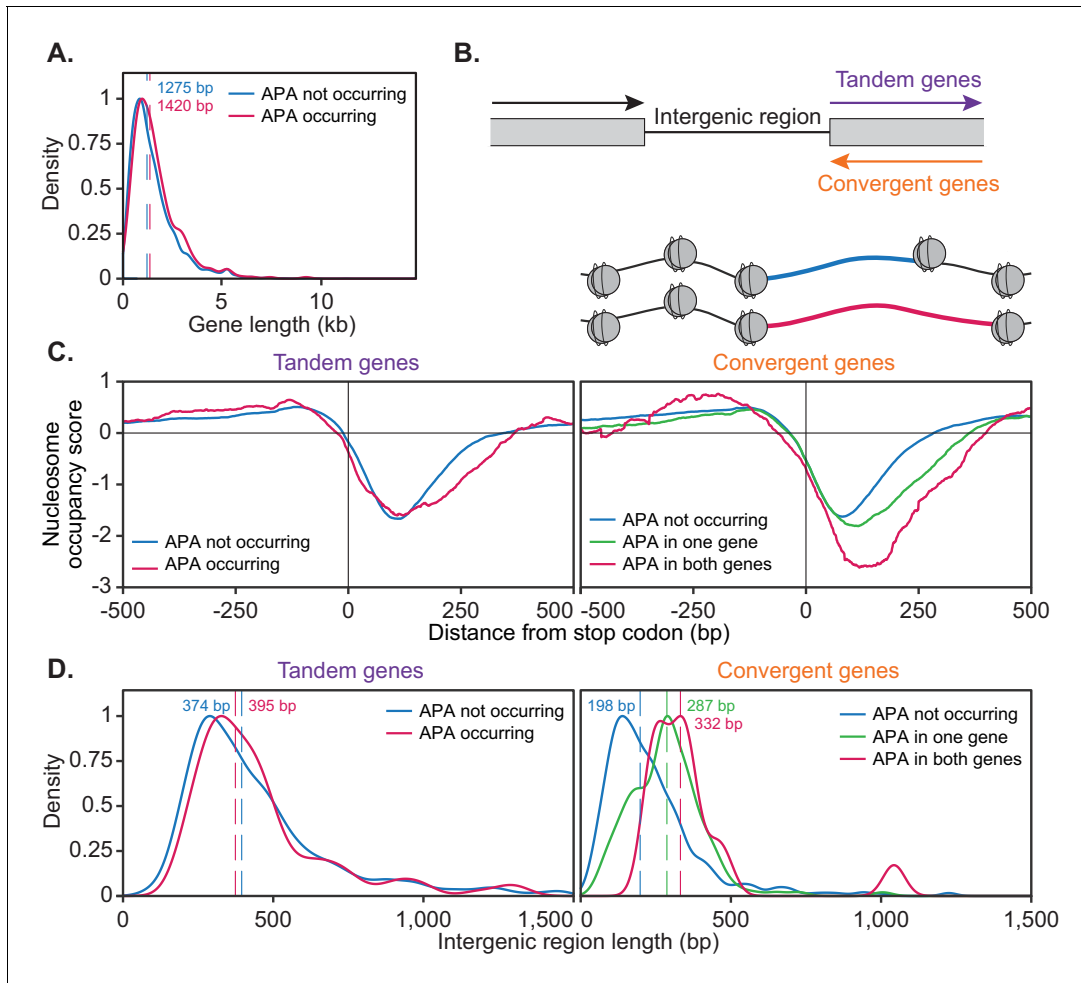 A.
1275 bp
1420 bp
APA not occurring
APA occurring
1
0.75
0.5
0.25
0
Density
0
5
10
Gene length (kb)
B.
Tandem genes
Intergenic region
Convergent genes
C.
Tandem genes
Convergent genes
1
0
-1
-2
-3
Nucleosome
occupancy score
APA not occurring
APA occurring
APA not occurring
APA in one gene
APA in both genes
-500
-250
0
250
500
-500
-250
0
250
500
Distance from stop codon (bp)
D.
Tandem genes
Convergent genes
374 bp
395 bp
APA not occurring
APA occurring
198 bp
287 bp
332 bp
APA not occurring
APA in one gene
APA in both genes
1
0.75
0.5
0.25
0
Density
0
500
1,000
1,500
0
500
1,000
1,500
Intergenic region length (bp)